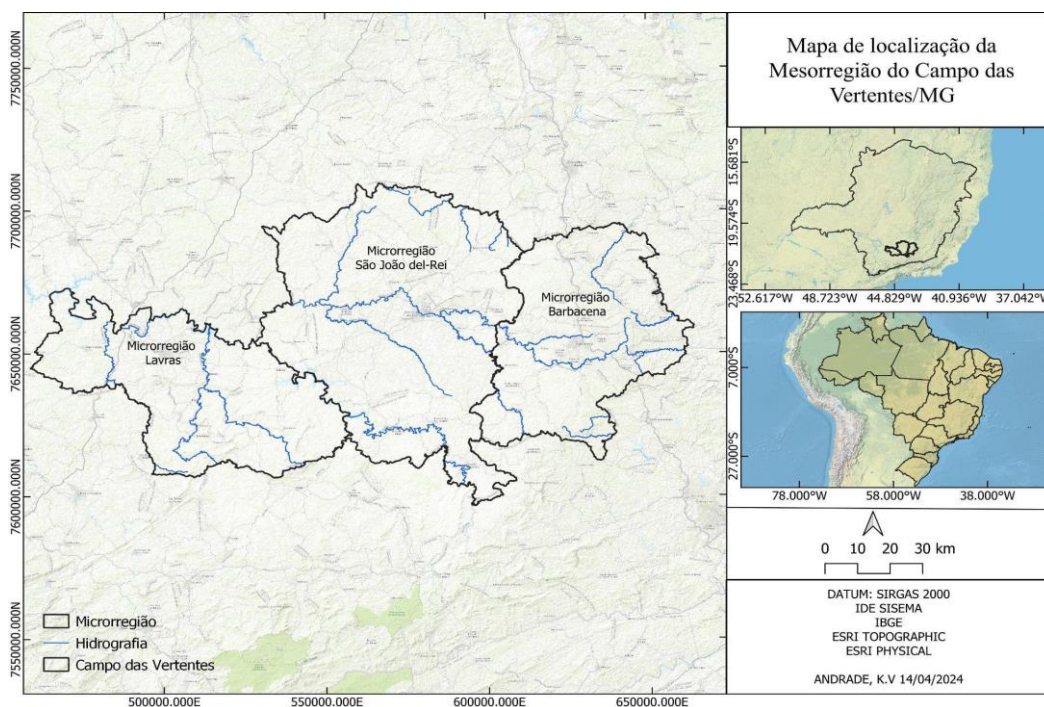 Mapa de localização da
Mesorregião do Campo das
Vertentes/MG
7750000.000N
7700000.000N
7650000.000N
7600000.000N
7550000.000N
Microrregião
São João del-Rei
Microrregião
Barbacena
Microrregião
Lavras
Microrregião
Hidrografia
Campo das Vertentes
500000.000E
550000.000E
600000.000E
650000.000E
15.681°S
19.574°S
23.468°S
52.617°W
48.723°W
44.829°W
40.936°W
37.042°W
7.000°S
27.000°S
78.000°W
58.000°W
38.000°W
0 10 20 30 km
DATUM: SIRGAS 2000
IDE SISEMA
IBGE
ESRI TOPOGRAPHIC
ESRI PHYSICAL
ANDRADE, K.V 14/04/2024